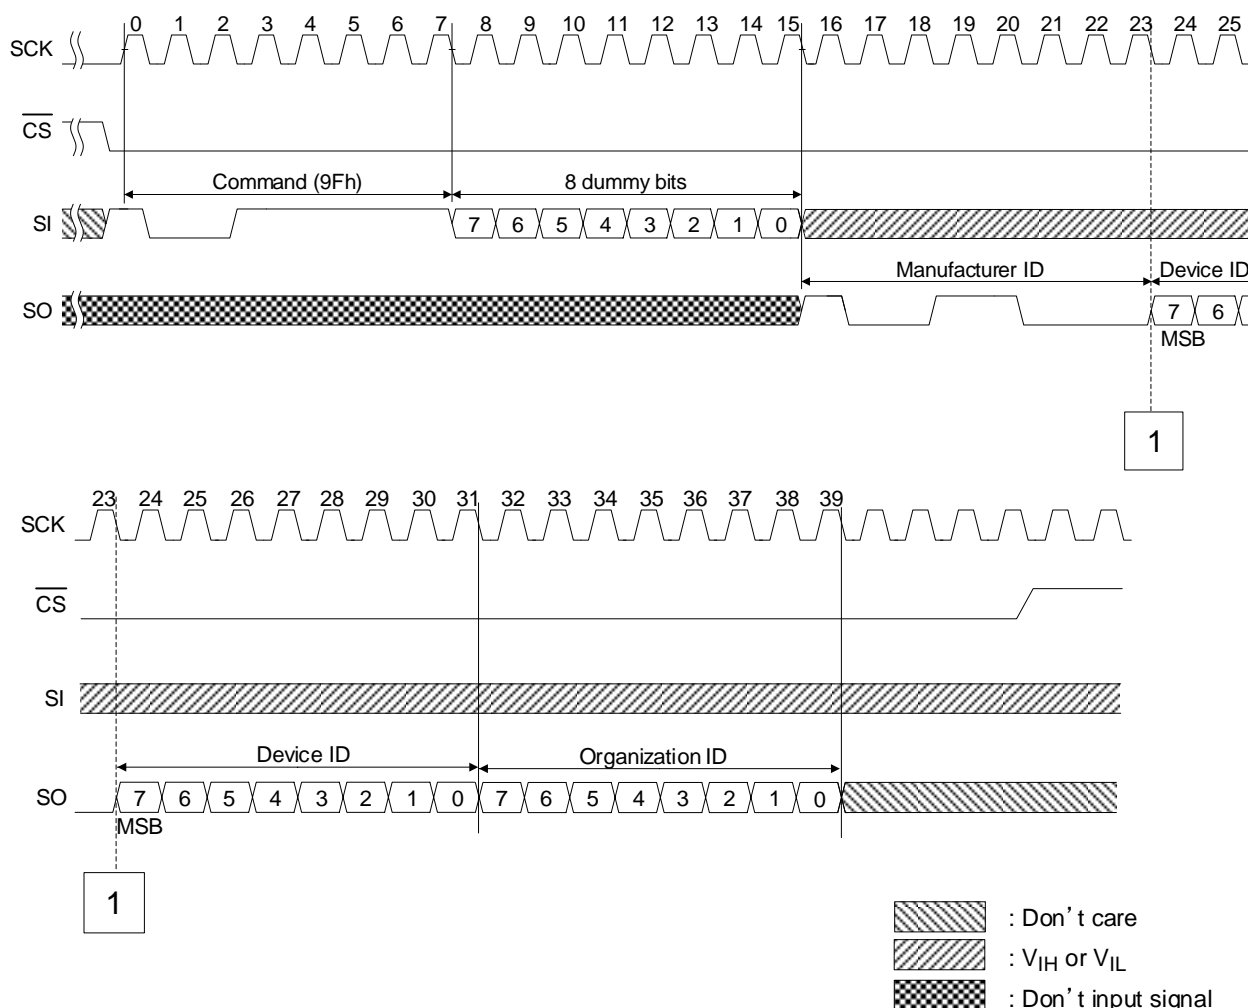 0 1 2 3 4 5 6 7 8 9 10 11 12 13 14 15 16 17 18 19 20 21 22 23 24 25
SCK
CS
Command (9Fh) 8 dummy bits
SI 7 6 5 4 3 2 1 0
Manufacturer ID Device ID
SO 7 6
MSB
1
23 24 25 26 27 28 29 30 31 32 33 34 35 36 37 38 39
SCK
CS
SI
Device ID Organization ID
SO 7 6 5 4 3 2 1 0 7 6 5 4 3 2 1 0
MSB
1
: Don't care
: VIH or VIL
: Don't input signal